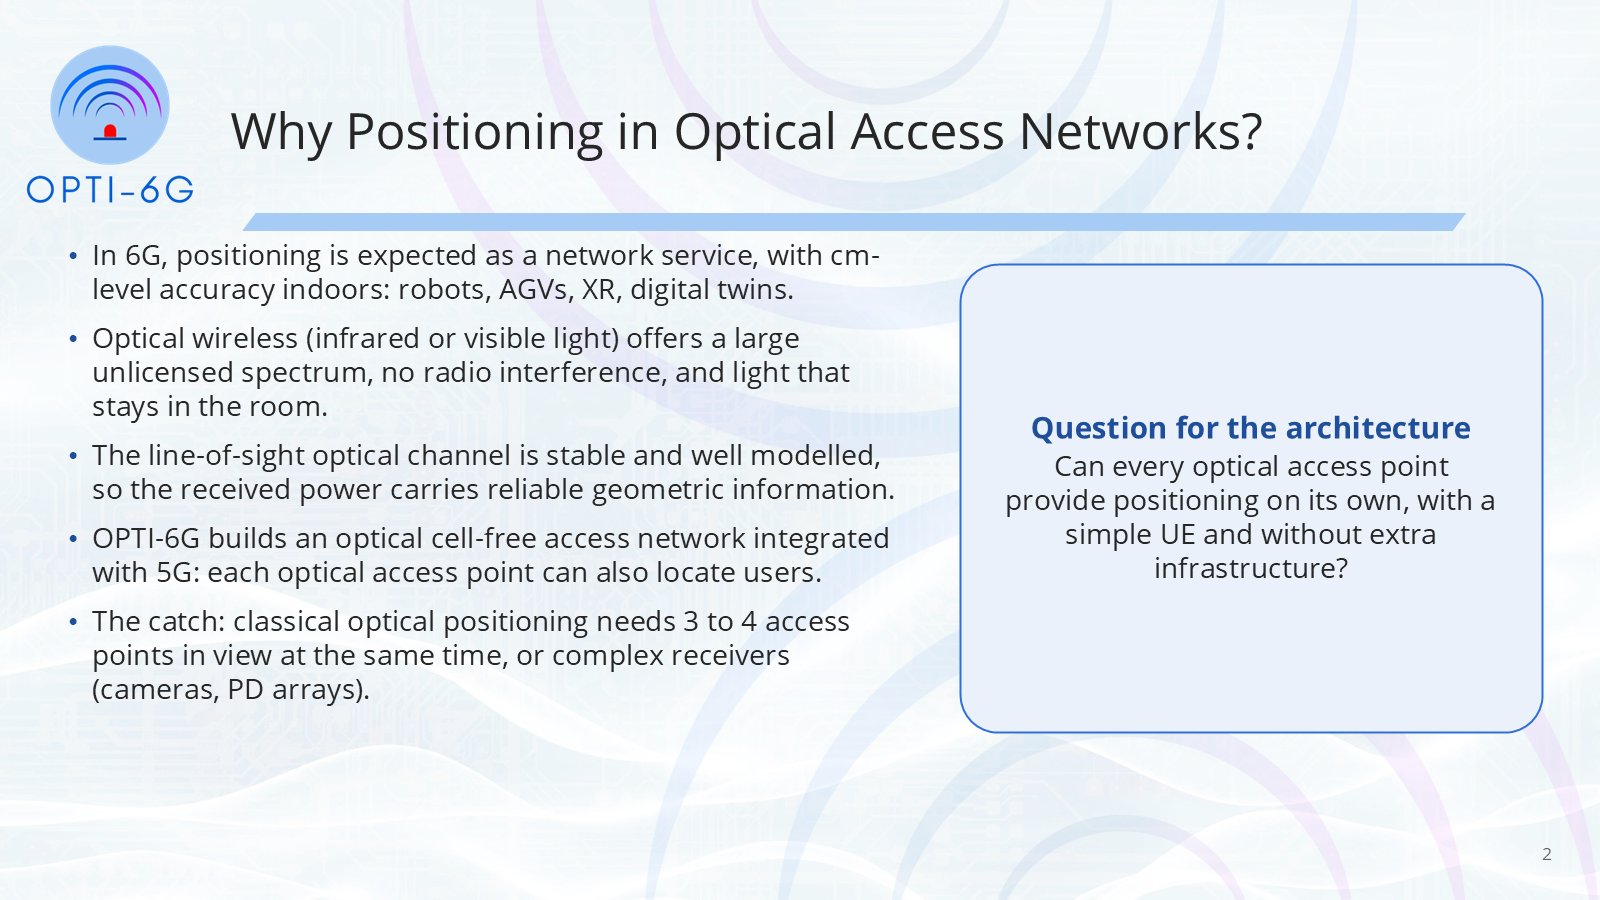 OPTI-6G
Why Positioning in Optical Access Networks?
• In 6G, positioning is expected as a network service, with cm-
level accuracy indoors: robots, AGVs, XR, digital twins.
• Optical wireless (infrared or visible light) offers a large
unlicensed spectrum, no radio interference, and light that
stays in the room.
• The line-of-sight optical channel is stable and well modelled,
so the received power carries reliable geometric information.
• OPTI-6G builds an optical cell-free access network integrated
with 5G: each optical access point can also locate users.
• The catch: classical optical positioning needs 3 to 4 access
points in view at the same time, or complex receivers
(cameras, PD arrays).
Question for the architecture
Can every optical access point
provide positioning on its own, with a
simple UE and without extra
infrastructure?
2